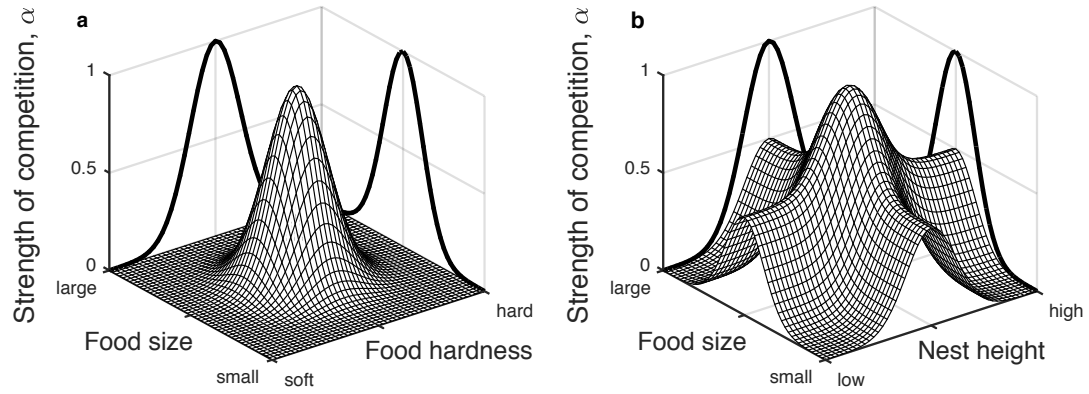 a
Strength of competition, α
1
0.5
0
large
Food size
small
soft
Food hardness
hard
b
Strength of competition, α
1
0.5
0
large
Food size
small
low
Nest height
high